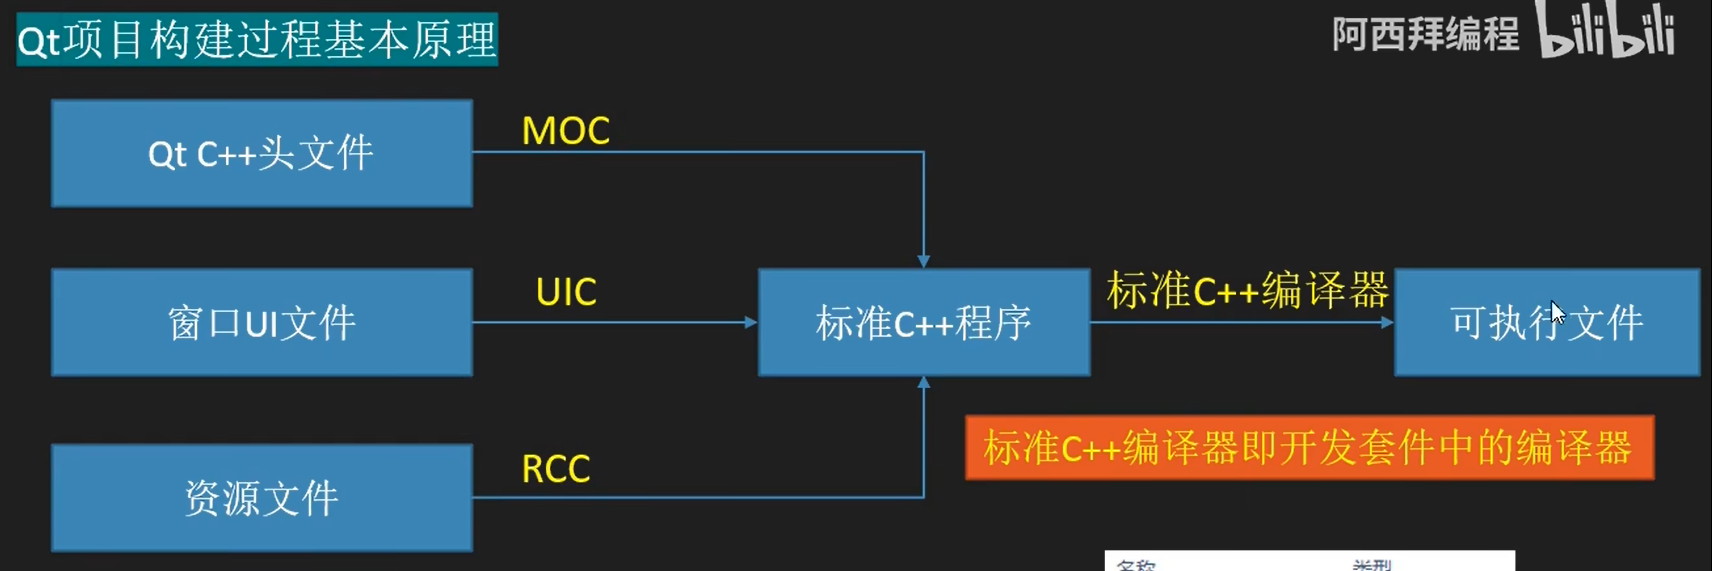 Qt项目构建过程基本原理
阿西拜编程 bilibili
Qt C++头文件
MOC
窗口UI文件
UIC
标准C++程序
标准C++编译器
可执行文件
资源文件
RCC
标准C++编译器即开发套件中的编译器
名称 类型